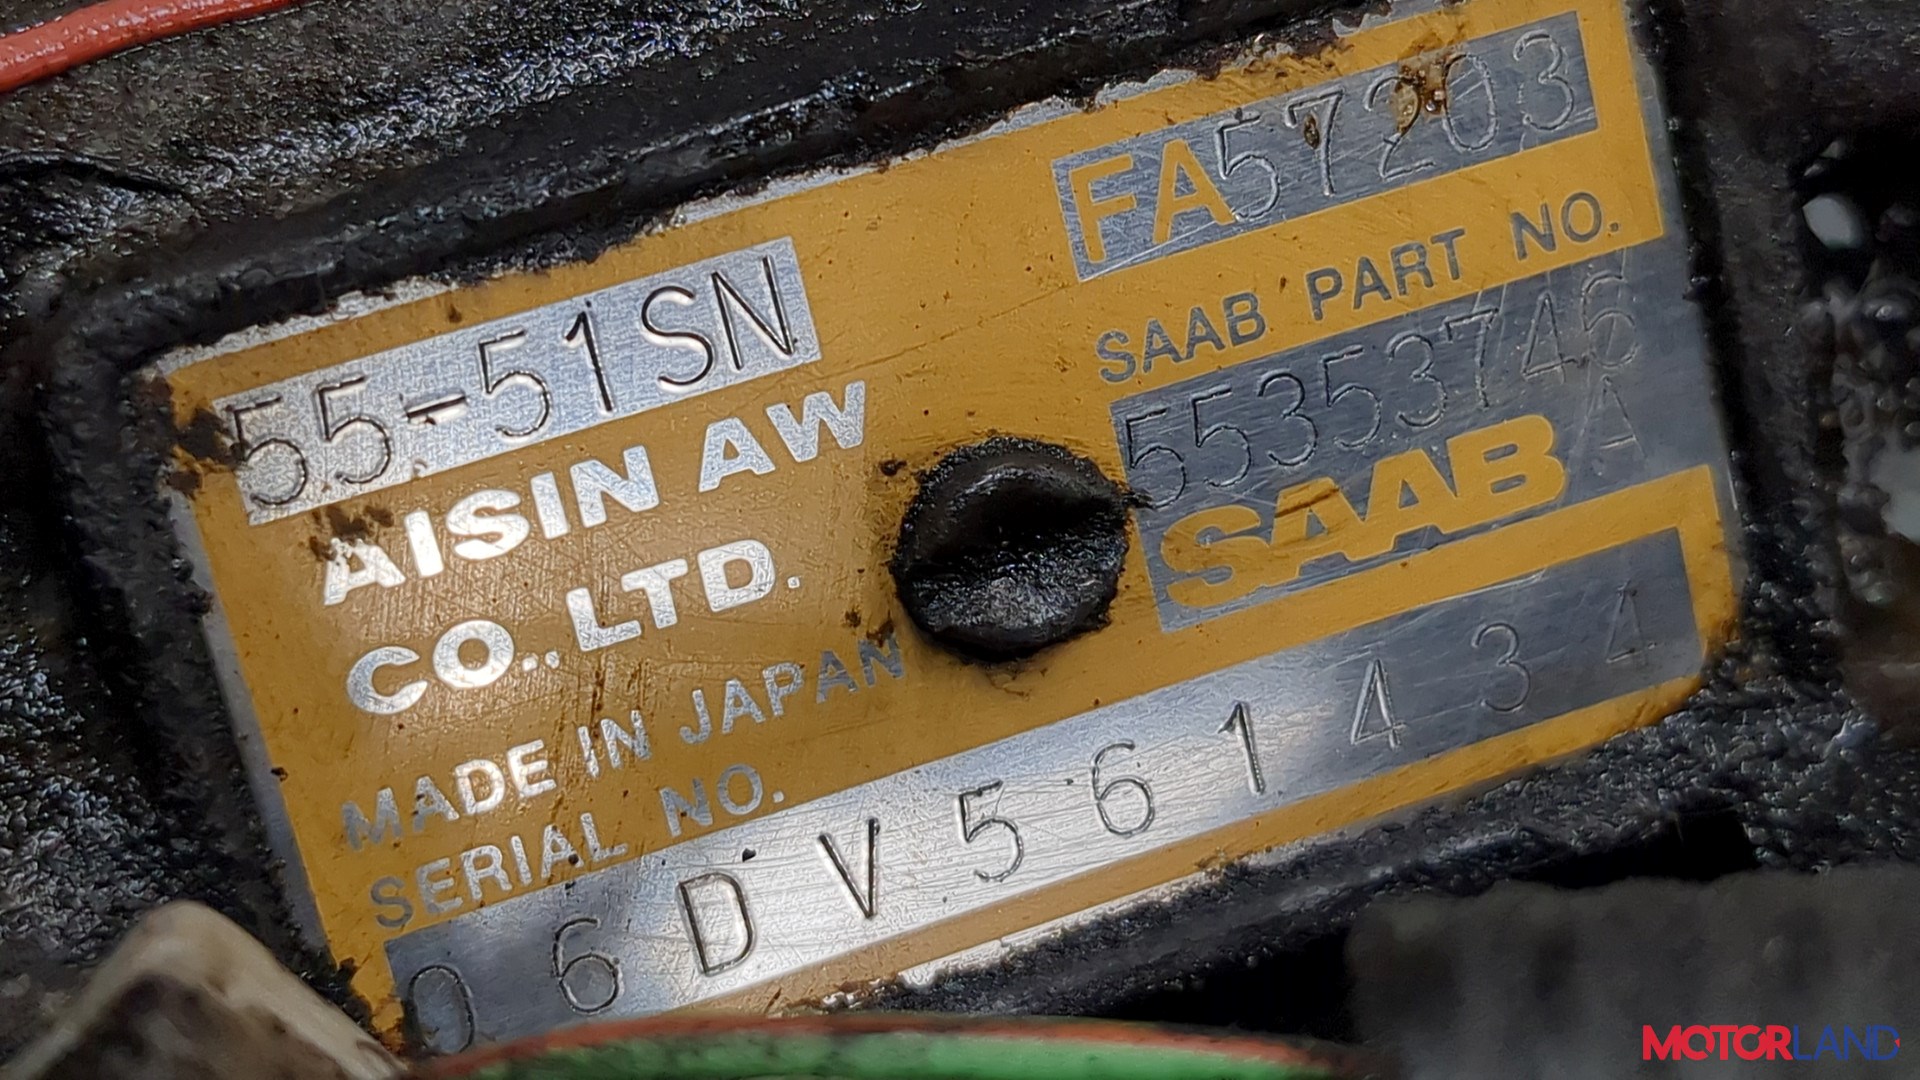 FA57203
55-51SN
SAAB PART NO.
55353746
A
AISIN AW
CO., LTD.
SAAB
MADE IN JAPAN
SERIAL NO.
06DV561434
MOTORLAND